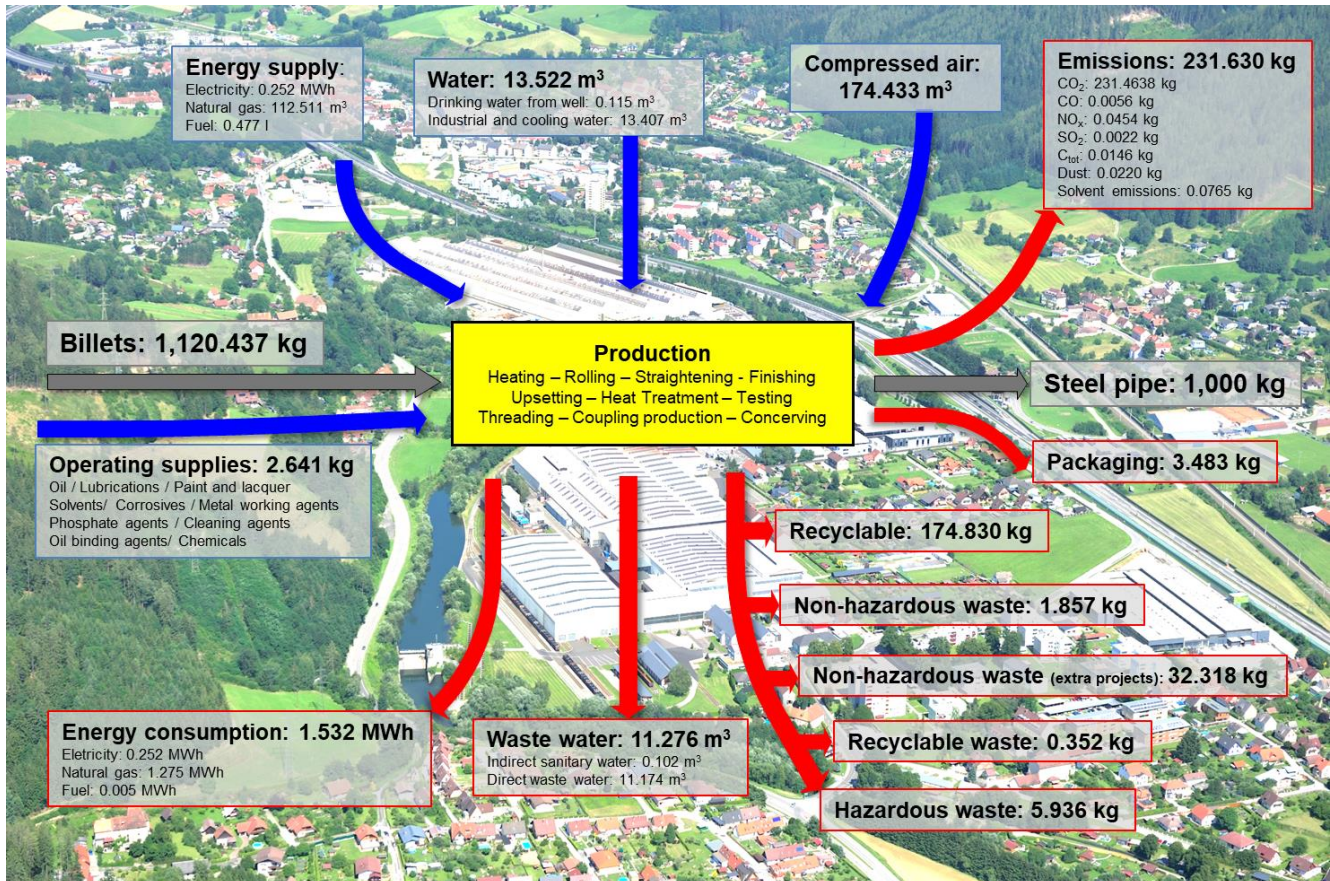 Energy supply:
Electricity: 0.252 MWh
Natural gas: 112.511 m³
Fuel: 0.477 l
Water: 13.522 m³
Drinking water from well: 0.115 m³
Industrial and cooling water: 13.407 m³
Compressed air:
174.433 m³
Emissions: 231.630 kg
CO₂: 231.4638 kg
CO: 0.0056 kg
NOₓ: 0.0454 kg
SO₂: 0.0022 kg
Cₜₒₜ: 0.0146 kg
Dust: 0.0220 kg
Solvent emissions: 0.0765 kg
Billets: 1,120.437 kg
Production
Heating – Rolling – Straightening - Finishing
Upsetting – Heat Treatment – Testing
Threading – Coupling production – Concerving
Steel pipe: 1,000 kg
Operating supplies: 2.641 kg
Oil / Lubrications / Paint and lacquer
Solvents/ Corrosives / Metal working agents
Phosphate agents / Cleaning agents
Oil binding agents/ Chemicals
Packaging: 3.483 kg
Recyclable: 174.830 kg
Non-hazardous waste: 1.857 kg
Non-hazardous waste (extra projects): 32.318 kg
Recyclable waste: 0.352 kg
Hazardous waste: 5.936 kg
Energy consumption: 1.532 MWh
Eletricity: 0.252 MWh
Natural gas: 1.275 MWh
Fuel: 0.005 MWh
Waste water: 11.276 m³
Indirect sanitary water: 0.102 m³
Direct waste water: 11.174 m³